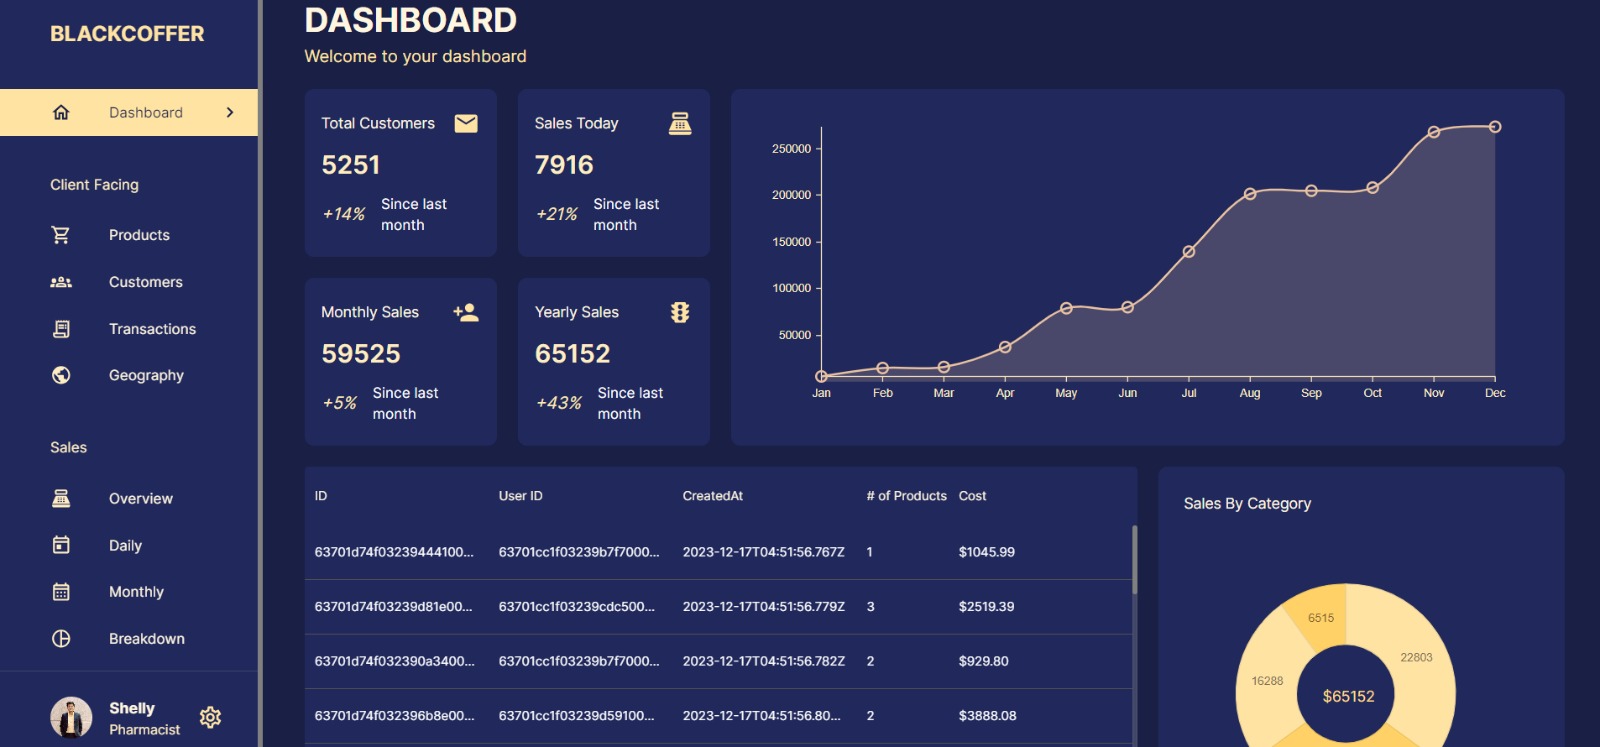 BLACKCOFFER
Dashboard
Client Facing
Products
Customers
Transactions
Geography
Sales
Overview
Daily
Monthly
Breakdown
Shelly
Pharmacist
DASHBOARD
Welcome to your dashboard
Total Customers
5251
+14% Since last
month
Sales Today
7916
+21% Since last
month
Monthly Sales
59525
+5% Since last
month
Yearly Sales
65152
+43% Since last
month
250000
200000
150000
100000
50000
Jan Feb Mar Apr May Jun Jul Aug Sep Oct Nov Dec
ID User ID CreatedAt # of Products Cost
63701d74f03239444100... 63701cc1f03239b7f7000... 2023-12-17T04:51:56.767Z 1 $1045.99
63701d74f03239d81e00... 63701cc1f03239cdc500... 2023-12-17T04:51:56.779Z 3 $2519.39
63701d74f032390a3400... 63701cc1f03239b7f7000... 2023-12-17T04:51:56.782Z 2 $929.80
63701d74f032396b8e00... 63701cc1f03239d59100... 2023-12-17T04:51:56.80... 2 $3888.08
Sales By Category
6515
22803
16288
$65152